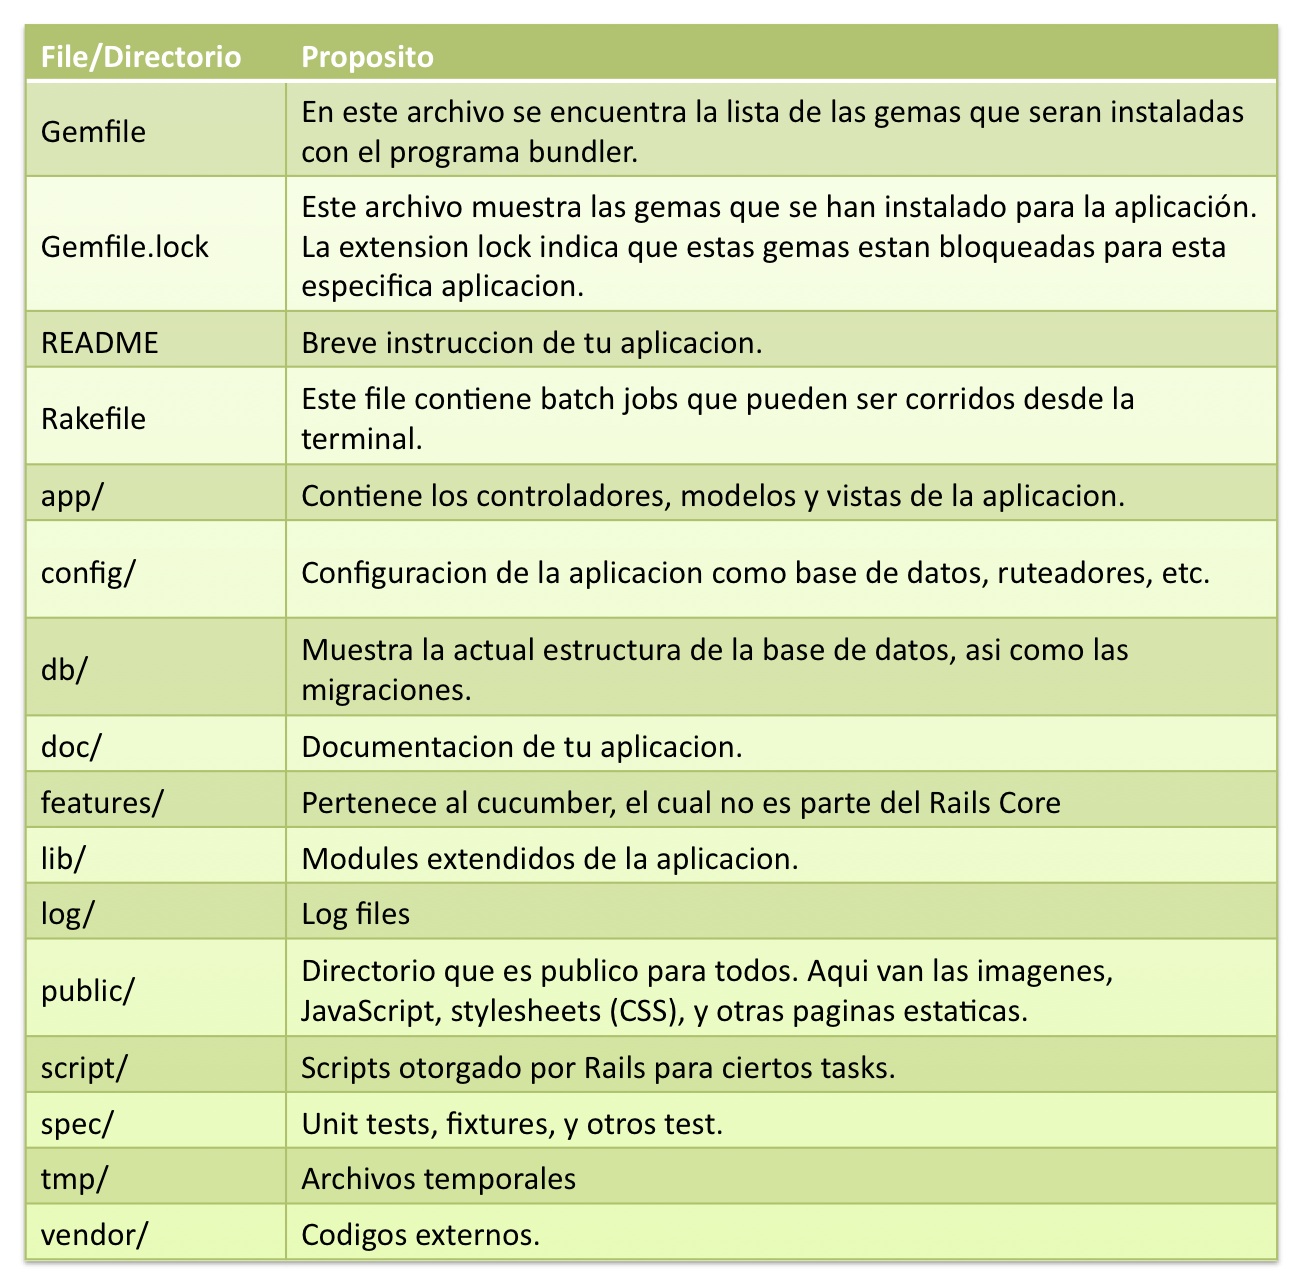 File/Directorio Proposito
Gemfile
En este archivo se encuentra la lista de las gemas que seran instaladas
con el programa bundler.
Gemfile.lock
Este archivo muestra las gemas que se han instalado para la aplicación.
La extension lock indica que estas gemas estan bloqueadas para esta
especifica aplicacion.
README Breve instruccion de tu aplicacion.
Rakefile
Este file contiene batch jobs que pueden ser corridos desde la
terminal.
app/ Contiene los controladores, modelos y vistas de la aplicacion.
config/ Configuracion de la aplicacion como base de datos, ruteadores, etc.
db/
Muestra la actual estructura de la base de datos, asi como las
migraciones.
doc/ Documentacion de tu aplicacion.
features/ Pertenece al cucumber, el cual no es parte del Rails Core
lib/ Modules extendidos de la aplicacion.
log/ Log files
public/
Directorio que es publico para todos. Aqui van las imagenes,
JavaScript, stylesheets (CSS), y otras paginas estaticas.
script/ Scripts otorgado por Rails para ciertos tasks.
spec/ Unit tests, fixtures, y otros test.
tmp/ Archivos temporales
vendor/ Codigos externos.